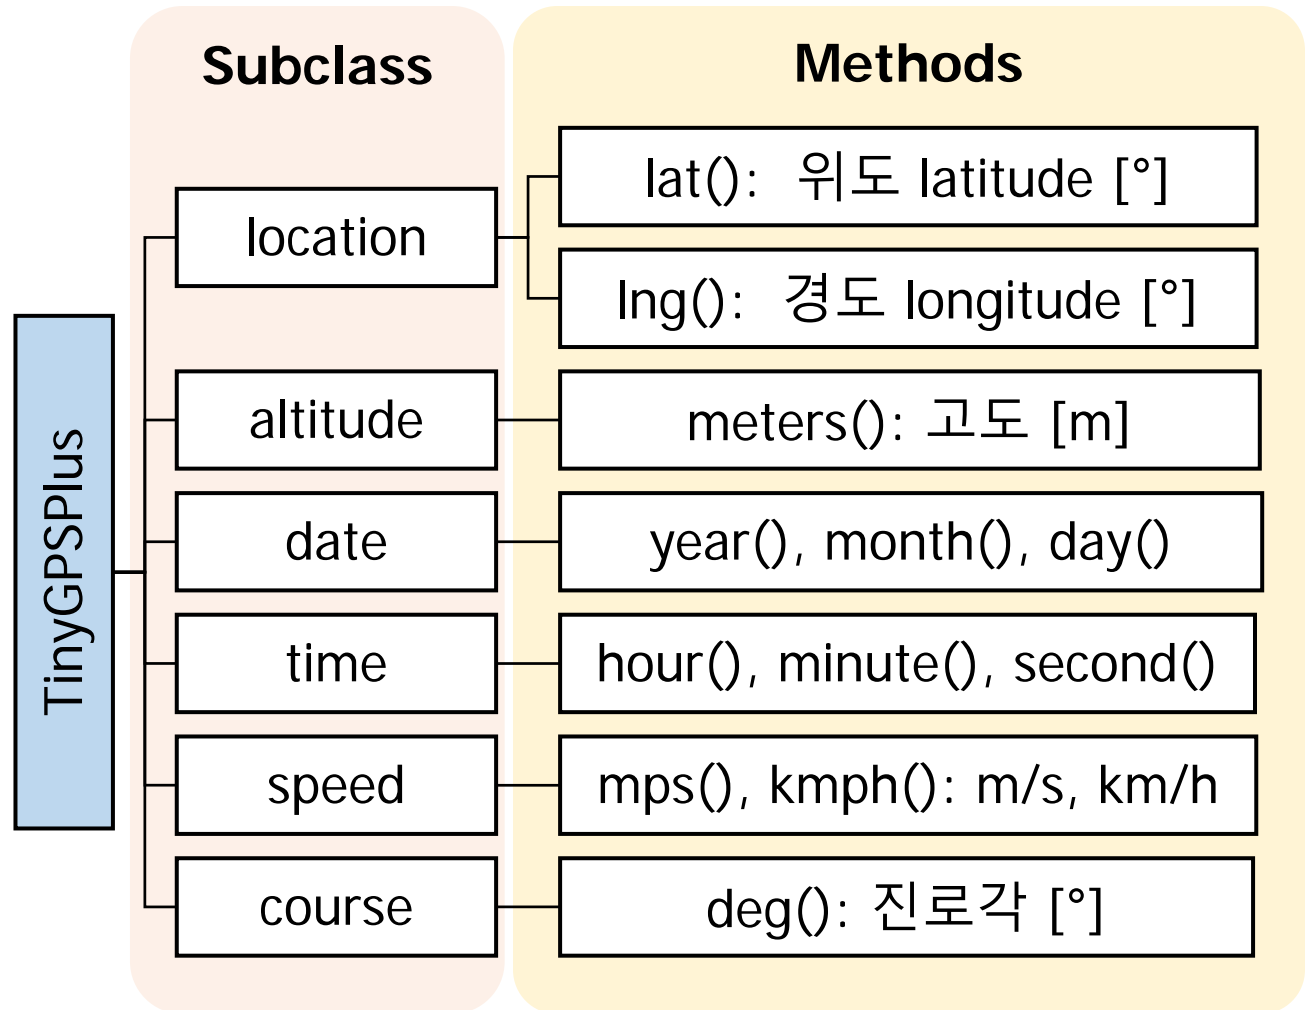 Subclass
Methods
TinyGPSPlus
location
lat(): 위도 latitude [°]
lng(): 경도 longitude [°]
altitude
meters(): 고도 [m]
date
year(), month(), day()
time
hour(), minute(), second()
speed
mps(), kmph(): m/s, km/h
course
deg(): 진로각 [°]